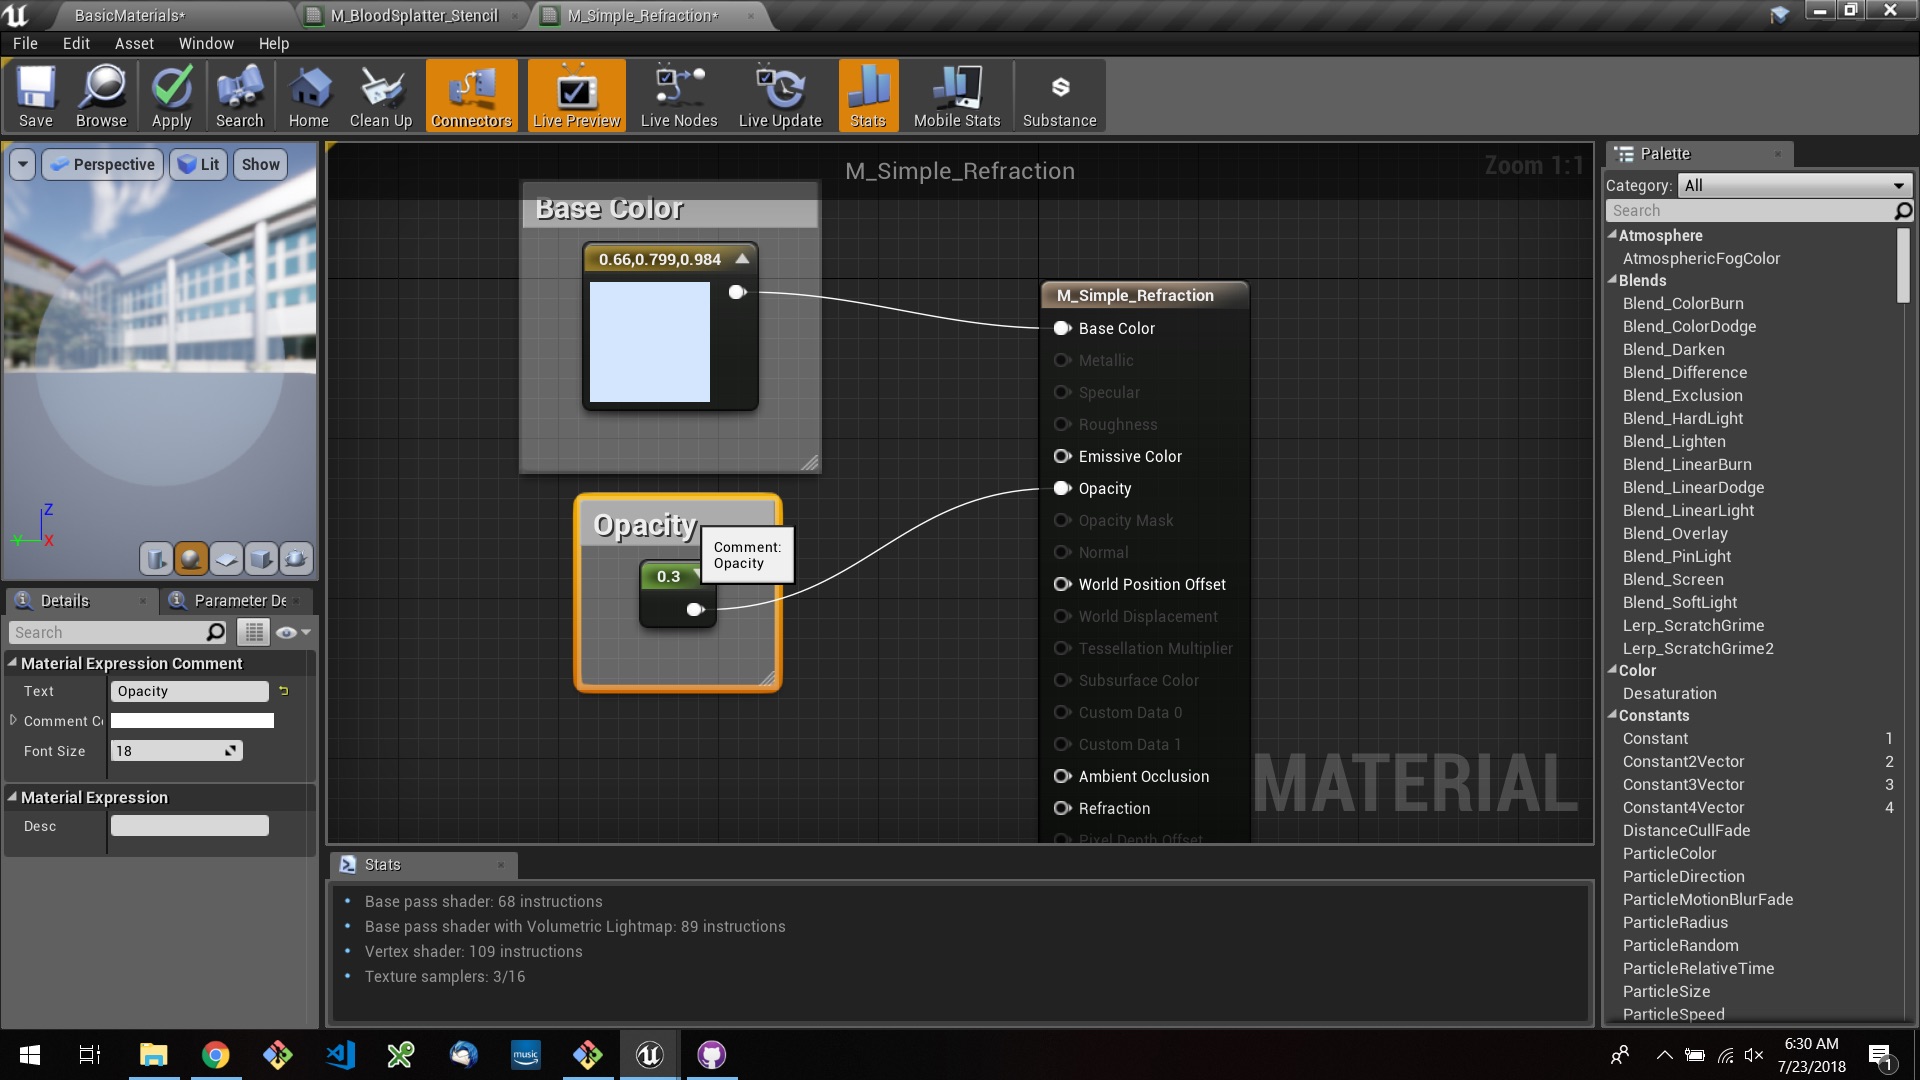 BasicMaterials*
M_BloodSplatter_Stencil
M_Simple_Refraction*
File Edit Asset Window Help
Save
Browse
Apply
Search
Home
Clean Up
Connectors
Live Preview
Live Nodes
Live Update
Stats
Mobile Stats
Substance
Perspective
Lit
Show
Z
Y
X
Details
Parameter De
Search
Material Expression Comment
Text Opacity
Comment C
Font Size 18
Material Expression
Desc
M_Simple_Refraction
Zoom 1:1
Base Color
0.66,0.799,0.984
Opacity
0.3
Comment:
Opacity
M_Simple_Refraction
Base Color
Metallic
Specular
Roughness
Emissive Color
Opacity
Opacity Mask
Normal
World Position Offset
World Displacement
Tessellation Multiplier
Subsurface Color
Custom Data 0
Custom Data 1
Ambient Occlusion
Refraction
Pixel Depth Offset
MATERIAL
Stats
Base pass shader: 68 instructions
Base pass shader with Volumetric Lightmap: 89 instructions
Vertex shader: 109 instructions
Texture samplers: 3/16
Palette
Category: All
Search
Atmosphere
AtmosphericFogColor
Blends
Blend_ColorBurn
Blend_ColorDodge
Blend_Darken
Blend_Difference
Blend_Exclusion
Blend_HardLight
Blend_Lighten
Blend_LinearBurn
Blend_LinearDodge
Blend_LinearLight
Blend_Overlay
Blend_PinLight
Blend_Screen
Blend_SoftLight
Lerp_ScratchGrime
Lerp_ScratchGrime2
Color
Desaturation
Constants
Constant 1
Constant2Vector 2
Constant3Vector 3
Constant4Vector 4
DistanceCullFade
ParticleColor
ParticleDirection
ParticleMotionBlurFade
ParticleRadius
ParticleRandom
ParticleRelativeTime
ParticleSize
ParticleSpeed
music
6:30 AM
7/23/2018
1